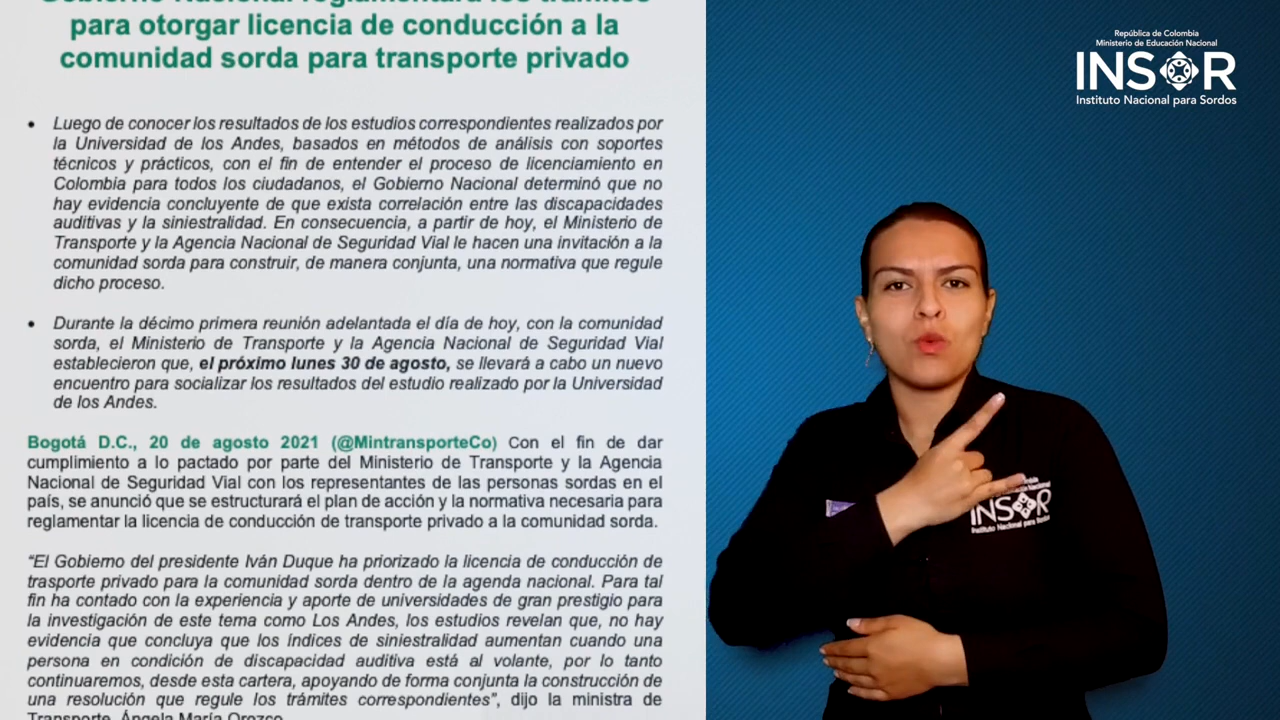 Gobierno Nacional reglamentará los trámites
para otorgar licencia de conducción a la
comunidad sorda para transporte privado
• Luego de conocer los resultados de los estudios correspondientes realizados por
la Universidad de los Andes, basados en métodos de análisis con soportes
técnicos y prácticos, con el fin de entender el proceso de licenciamiento en
Colombia para todos los ciudadanos, el Gobierno Nacional determinó que no
hay evidencia concluyente de que exista correlación entre las discapacidades
auditivas y la siniestralidad. En consecuencia, a partir de hoy, el Ministerio de
Transporte y la Agencia Nacional de Seguridad Vial le hacen una invitación a la
comunidad sorda para construir, de manera conjunta, una normativa que regule
dicho proceso.
• Durante la décimo primera reunión adelantada el día de hoy, con la comunidad
sorda, el Ministerio de Transporte y la Agencia Nacional de Seguridad Vial
establecieron que, el próximo lunes 30 de agosto, se llevará a cabo un nuevo
encuentro para socializar los resultados del estudio realizado por la Universidad
de los Andes.
Bogotá D.C., 20 de agosto 2021 (@MintransporteCo) Con el fin de dar
cumplimiento a lo pactado por parte del Ministerio de Transporte y la Agencia
Nacional de Seguridad Vial con los representantes de las personas sordas en el
país, se anunció que se estructurará el plan de acción y la normativa necesaria para
reglamentar la licencia de conducción de transporte privado a la comunidad sorda.
“El Gobierno del presidente Iván Duque ha priorizado la licencia de conducción de
trasporte privado para la comunidad sorda dentro de la agenda nacional. Para tal
fin ha contado con la experiencia y aporte de universidades de gran prestigio para
la investigación de este tema como Los Andes, los estudios revelan que, no hay
evidencia que concluya que los índices de siniestralidad aumentan cuando una
persona en condición de discapacidad auditiva está al volante, por lo tanto
continuaremos, desde esta cartera, apoyando de forma conjunta la construcción de
una resolución que regule los trámites correspondientes”, dijo la ministra de
Transporte, Ángela María Orozco
República de Colombia
Ministerio de Educación Nacional
INSOR
Instituto Nacional para Sordos
INSOR
Instituto Nacional para Sordos